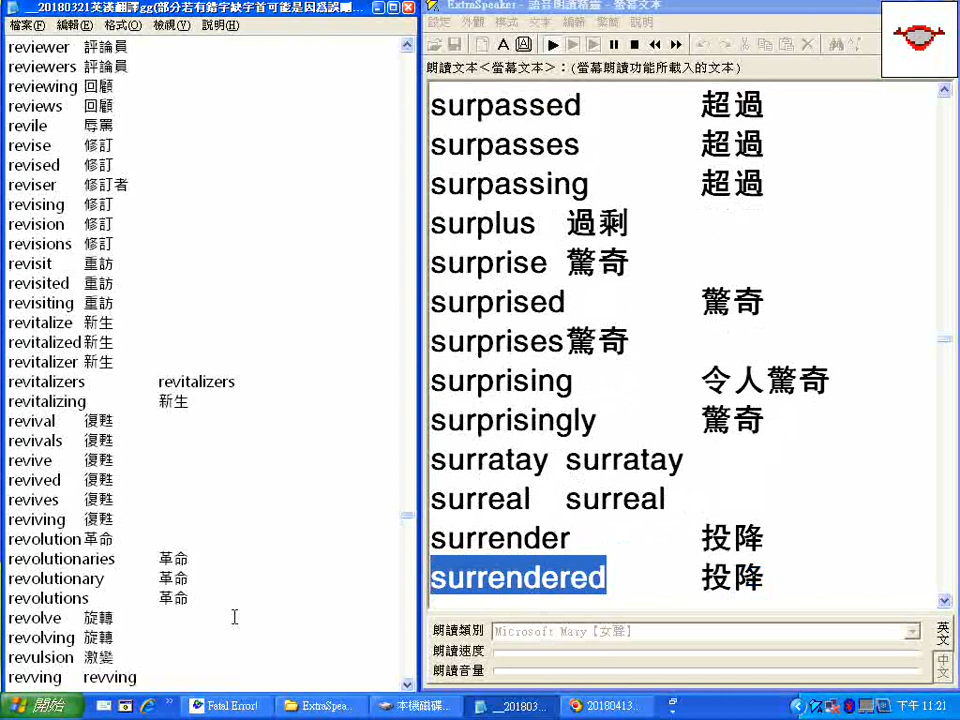 __20180321英漢翻譯gg(部分若有錯字缺字首可能是因爲誤刪...
檔案(F) 編輯(E) 格式(O) 檢視(V) 說明(H)
reviewer 評論員
reviewers 評論員
reviewing 回顧
reviews 回顧
revile 辱罵
revise 修訂
revised 修訂
reviser 修訂者
revising 修訂
revision 修訂
revisions 修訂
revisit 重訪
revisited 重訪
revisiting 重訪
revitalize 新生
revitalized 新生
revitalizer 新生
revitalizers revitalizers
revitalizing 新生
revival 復甦
revivals 復甦
revive 復甦
revived 復甦
revives 復甦
reviving 復甦
revolution 革命
revolutionaries 革命
revolutionary 革命
revolutions 革命
revolve 旋轉
revolving 旋轉
revulsion 激變
revving revving
ExtraSpeaker - 語音朗讀精靈 - 螢幕文本
設定 外觀 模式 文字 編輯 繁簡 說明
朗讀文本<螢幕文本>：(螢幕朗讀功能所載入的文本)
surpassed 超過
surpasses 超過
surpassing 超過
surplus 過剩
surprise 驚奇
surprised 驚奇
surprises 驚奇
surprising 令人驚奇
surprisingly 驚奇
surratay surratay
surreal surreal
surrender 投降
surrendered 投降
朗讀類別 Microsoft Mary【女聲】
朗讀速度
朗讀音量
英文
中文
開始 Fatal Error! ExtraSpea... 本機磁碟... __201803... 20180413... 下午 11:21